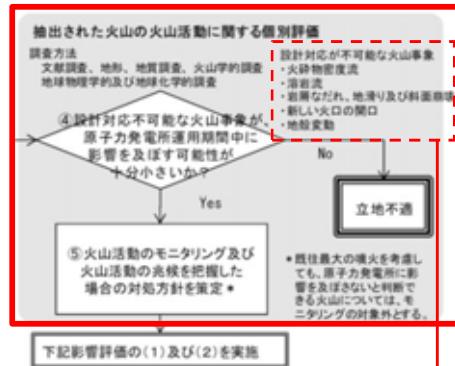 抽出された火山の火山活動に関する個別評価
調査方法
文献調査、地形、地質調査、火山学的調査
地球物理学的及び地球化学的調査
設計対応が不可能な火山事象
・火砕物密度流
・溶岩流
・岩屑なだれ、地滑り及び斜面崩壊
・新しい火口の開口
・地殻変動
④設計対応不可能な火山事象が、
原子力発電所運用期間中に
影響を及ぼす可能性が
十分小さいか?
No
Yes
立地不適
⑤火山活動のモニタリング及び
火山活動の兆候を把握した
場合の対処方針を策定*
*既往最大の噴火を考慮し
ても、原子力発電所に影
響を及ぼさないと判断で
きる火山については、モ
ニタリングの対象外とする。
下記影響評価の(1)及び(2)を実施